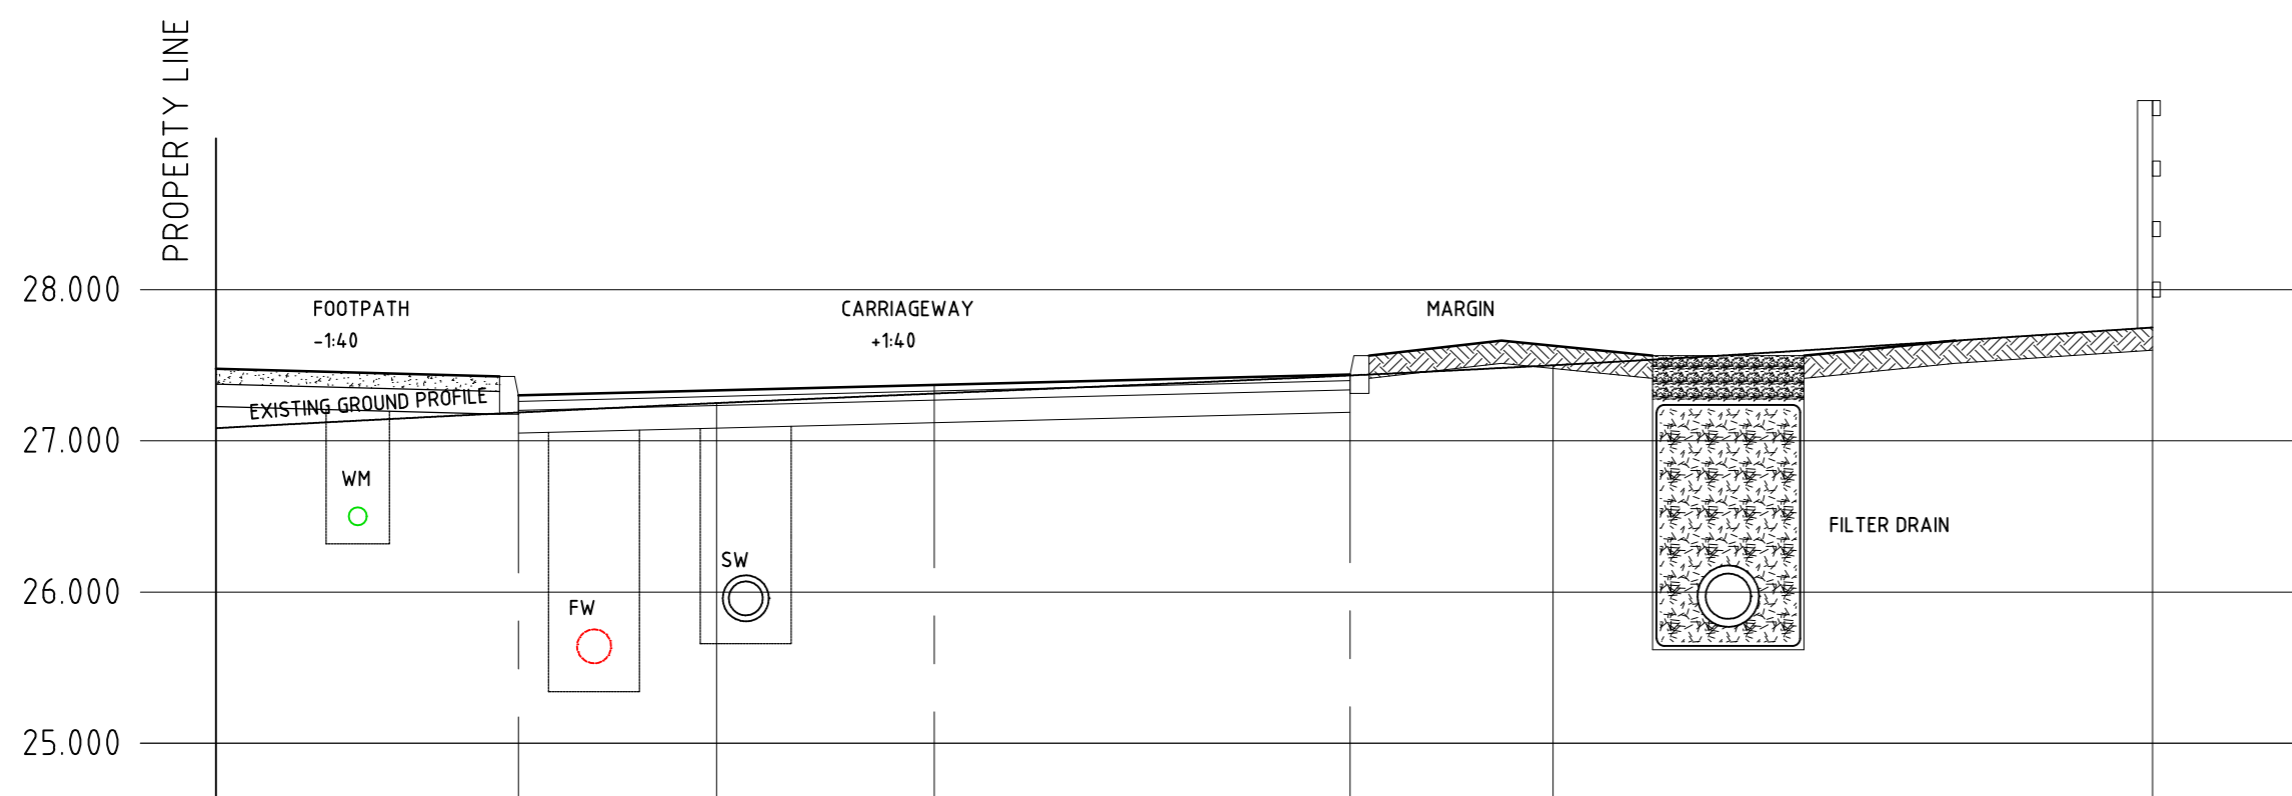 PROPERTY LINE
28.000
FOOTPATH
CARRIAGEWAY
MARGIN
-1:40
+1:40
EXISTING GROUND PROFILE
27.000
WM
FILTER DRAIN
SW
26.000
FW
25.000